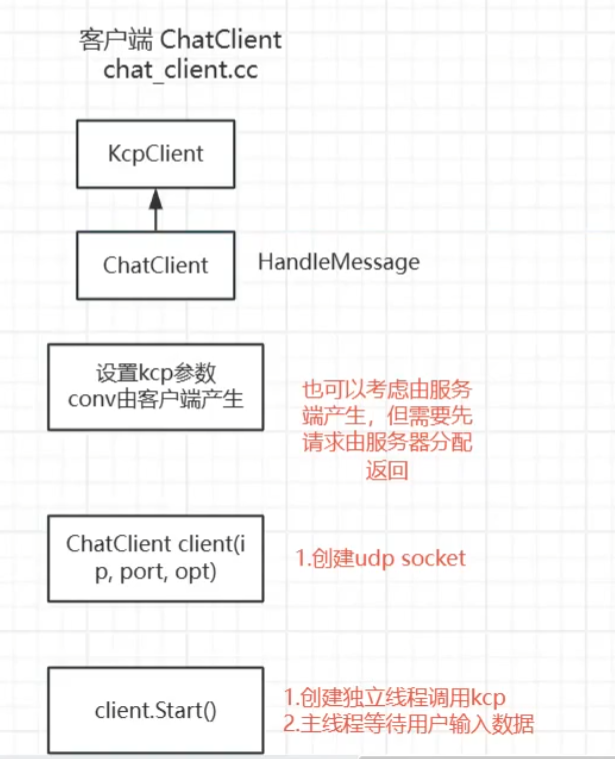 客户端 ChatClient
chat_client.cc
KcpClient
ChatClient
HandleMessage
设置kcp参数
conv由客户端产生
也可以考虑由服务
端产生，但需要先
请求由服务器分配
返回
ChatClient client(i
p, port, opt)
1.创建udp socket
client.Start()
1.创建独立线程调用kcp
2.主线程等待用户输入数据